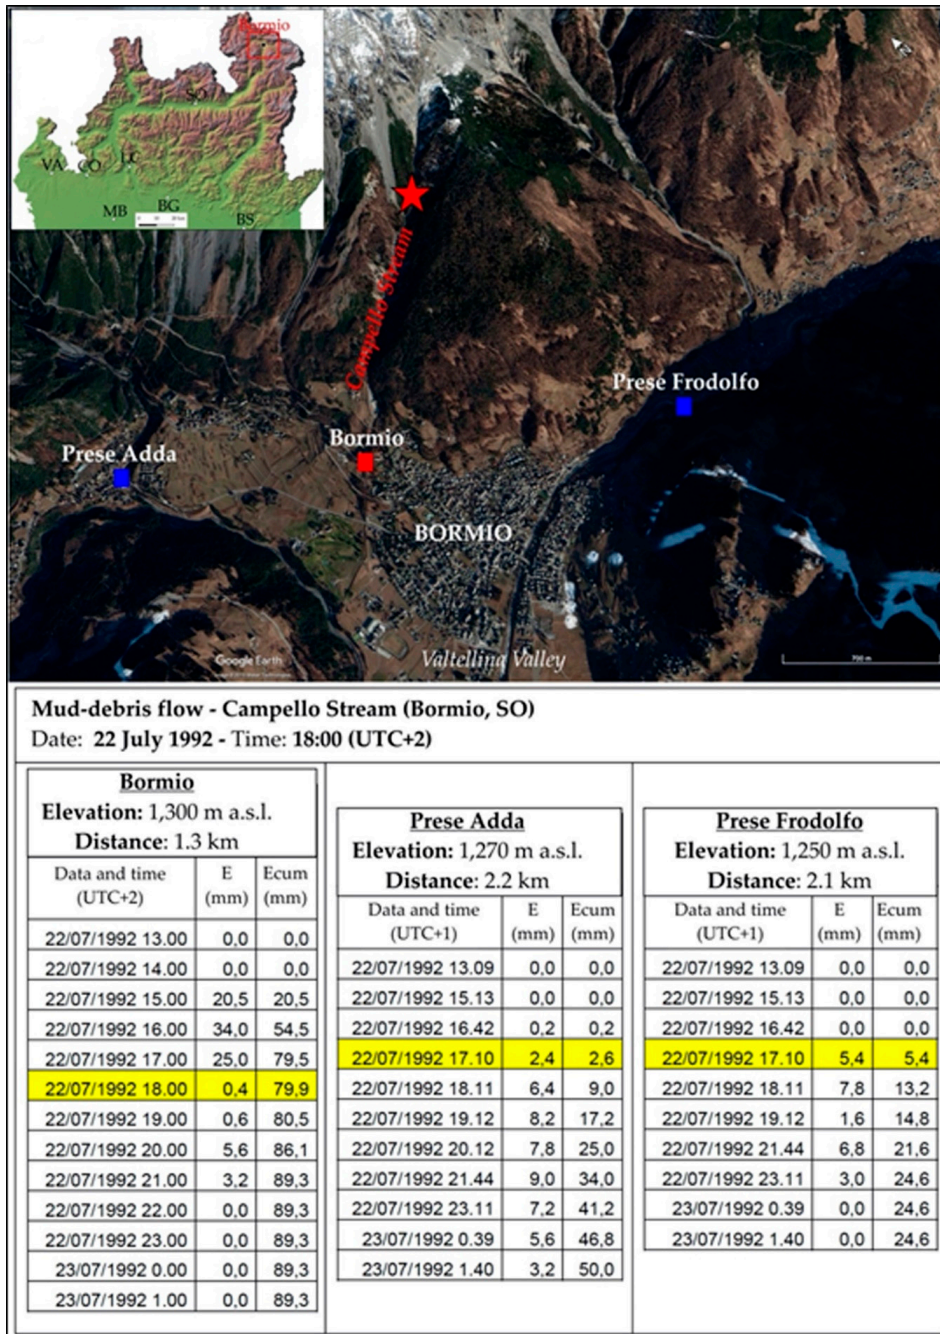 Bormio
SO
VA
CO
LC
MB
BG
BS
Campello Stream
Prese Frodolfo
Bormio
Prese Adda
BORMIO
Google Earth
Valtellina Valley
700 m
Mud-debris flow - Campello Stream (Bormio, SO)
Date: 22 July 1992 - Time: 18:00 (UTC+2)
Bormio
Elevation: 1,300 m a.s.l.
Distance: 1.3 km
Data and time (UTC+2) E (mm) Ecum (mm)
22/07/1992 13.00 0,0 0,0
22/07/1992 14.00 0,0 0,0
22/07/1992 15.00 20,5 20,5
22/07/1992 16.00 34,0 54,5
22/07/1992 17.00 25,0 79,5
22/07/1992 18.00 0,4 79,9
22/07/1992 19.00 0,6 80,5
22/07/1992 20.00 5,6 86,1
22/07/1992 21.00 3,2 89,3
22/07/1992 22.00 0,0 89,3
22/07/1992 23.00 0,0 89,3
23/07/1992 0.00 0,0 89,3
23/07/1992 1.00 0,0 89,3
Prese Adda
Elevation: 1,270 m a.s.l.
Distance: 2.2 km
Data and time (UTC+1) E (mm) Ecum (mm)
22/07/1992 13.09 0,0 0,0
22/07/1992 15.13 0,0 0,0
22/07/1992 16.42 0,2 0,2
22/07/1992 17.10 2,4 2,6
22/07/1992 18.11 6,4 9,0
22/07/1992 19.12 8,2 17,2
22/07/1992 20.12 7,8 25,0
22/07/1992 21.44 9,0 34,0
22/07/1992 23.11 7,2 41,2
23/07/1992 0.39 5,6 46,8
23/07/1992 1.40 3,2 50,0
Prese Frodolfo
Elevation: 1,250 m a.s.l.
Distance: 2.1 km
Data and time (UTC+1) E (mm) Ecum (mm)
22/07/1992 13.09 0,0 0,0
22/07/1992 15.13 0,0 0,0
22/07/1992 16.42 0,0 0,0
22/07/1992 17.10 5,4 5,4
22/07/1992 18.11 7,8 13,2
22/07/1992 19.12 1,6 14,8
22/07/1992 21.44 6,8 21,6
22/07/1992 23.11 3,0 24,6
23/07/1992 0.39 0,0 24,6
23/07/1992 1.40 0,0 24,6